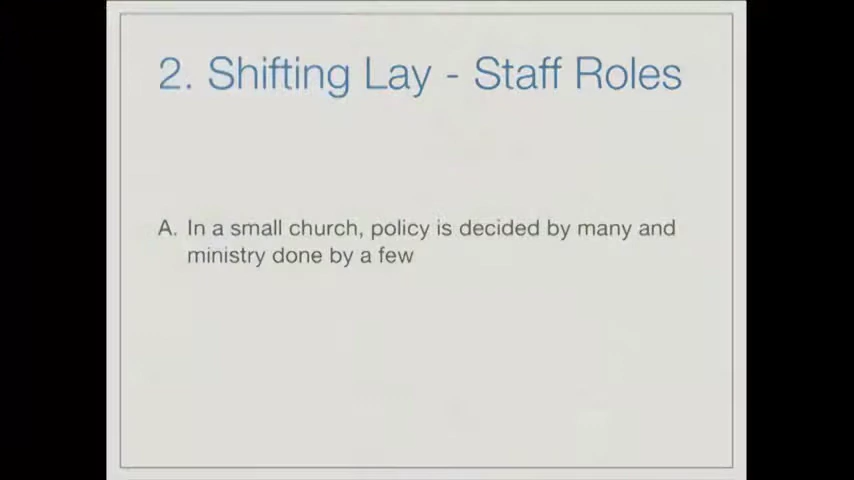 2. Shifting Lay - Staff Roles
A. In a small church, policy is decided by many and
ministry done by a few